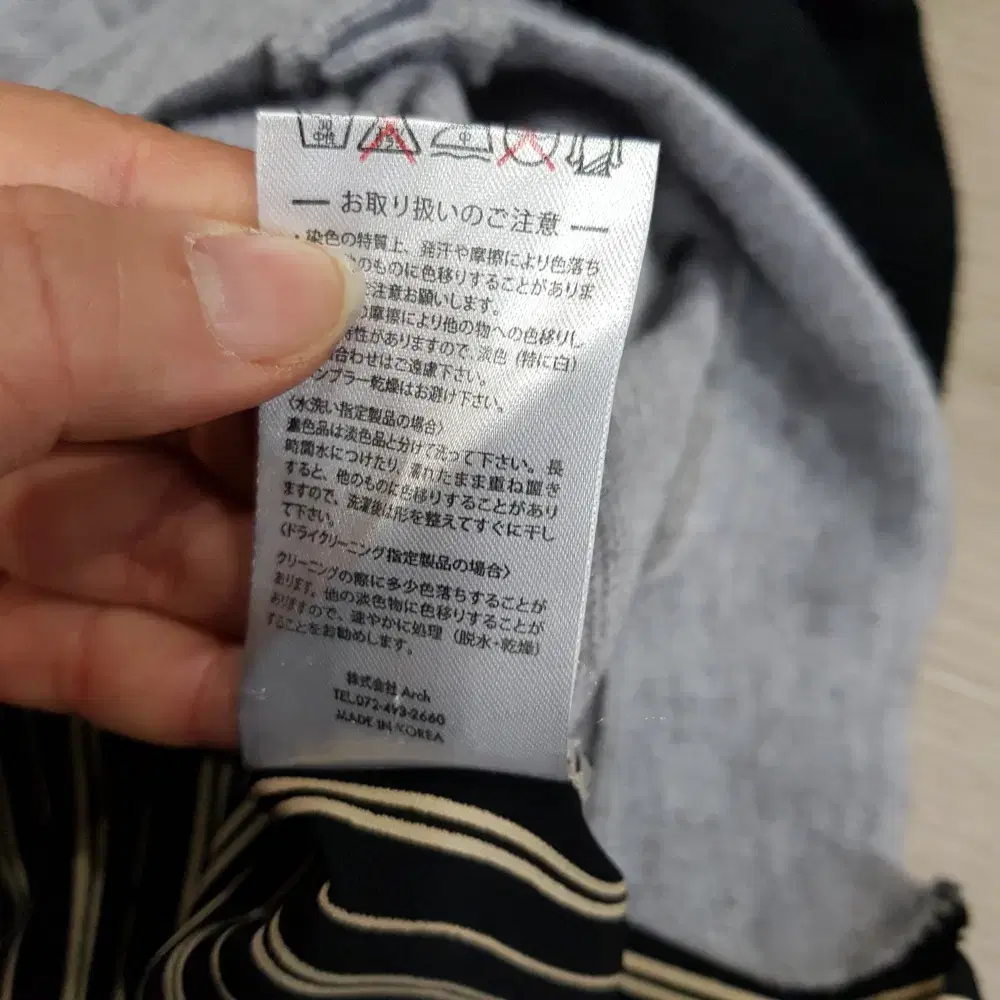 30 中性
中
お取り扱いのご注意
・染色の特質上、発汗や摩擦により色落ち
のものに色移りすることがありま
注意お願いします。
の摩擦により他の物への色移りし
性がありますので、淡色（特に白）
合わせはご遠慮下さい。
ンブラー乾燥はお避け下さい。
〈水洗い指定製品の場合〉
濃色品は淡色品と分けて洗って下さい。長
時間水につけたり、濡れたまま重ね置き
すると、他のものに色移りすることがあり
ますので、洗濯後は形を整えてすぐに干し
て下さい。
〈ドライクリーニング指定製品の場合〉
クリーニングの際に多少色落ちすることが
あります。他の淡色物に色移りすることが
ありますので、速やかに処理（脱水・乾燥）
することをお勧めします。
株式会社 Arch
TEL.072-493-2660
MADE IN KOREA